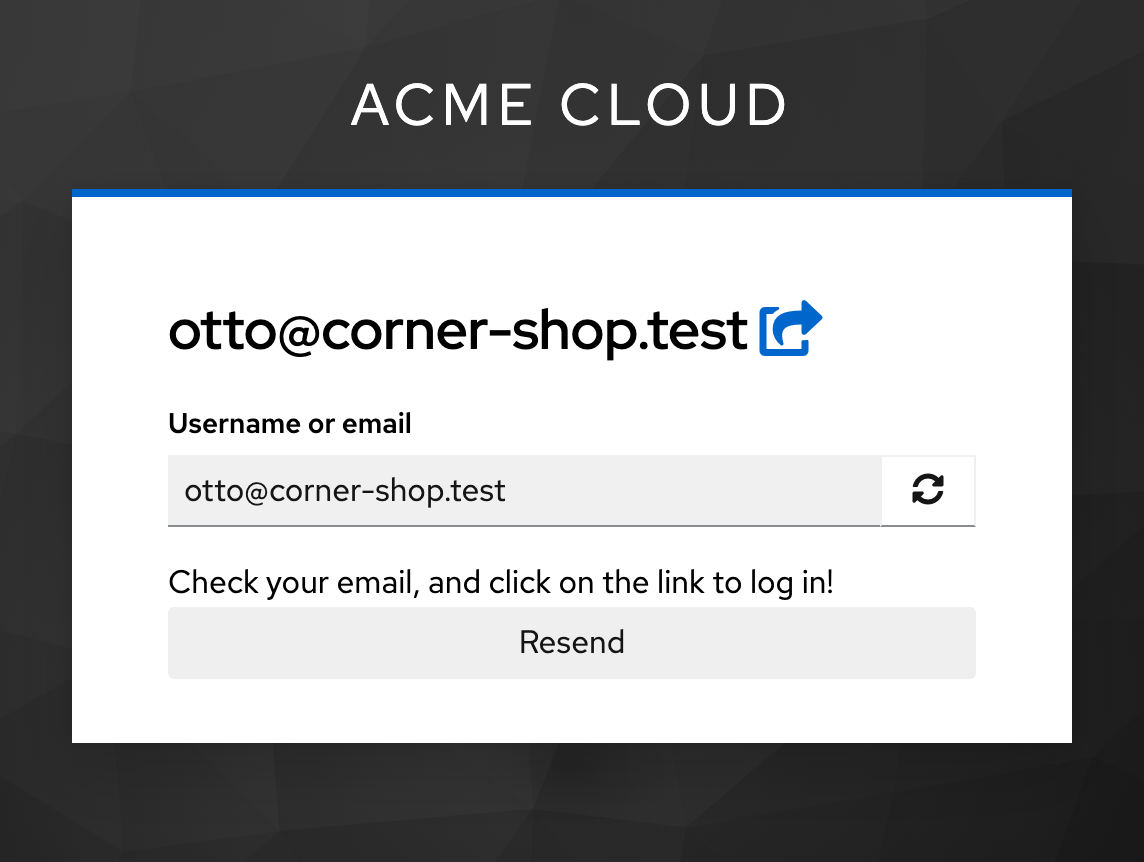 ACME CLOUD
otto@corner-shop.test
Username or email
otto@corner-shop.test
Check your email, and click on the link to log in!
Resend